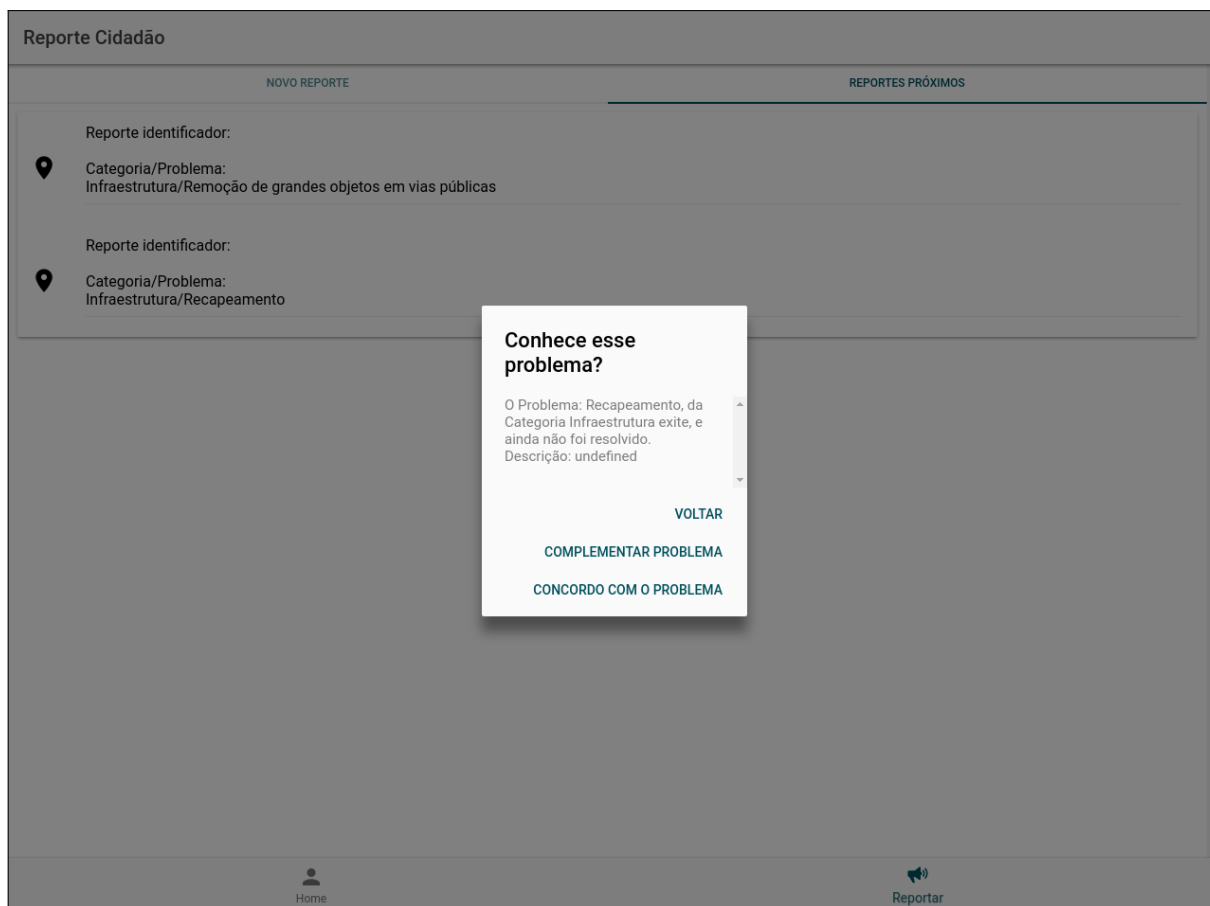 Reporte Cidadão
NOVO REPORTE
REPORTES PRÓXIMOS
Reporte identificador:
Categoria/Problema:
Infraestrutura/Remoção de grandes objetos em vias públicas
Reporte identificador:
Categoria/Problema:
Infraestrutura/Recapeamento
Conhece esse
problema?
O Problema: Recapeamento, da
Categoria Infraestrutura exite, e
ainda não foi resolvido.
Descrição: undefined
VOLTAR
COMPLEMENTAR PROBLEMA
CONCORDO COM O PROBLEMA
Home
Reportar